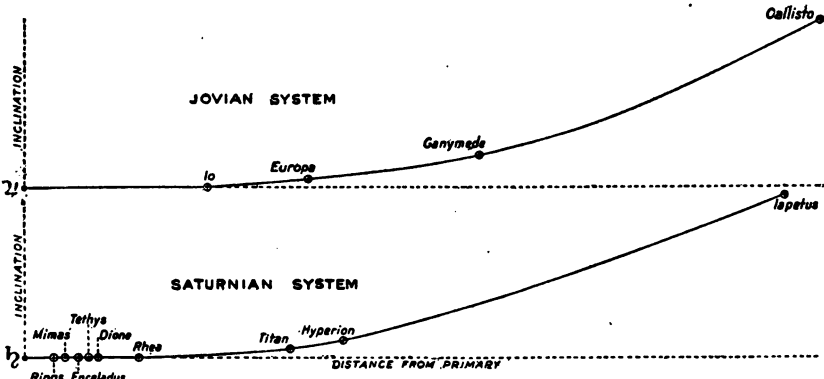 Callisto
INCLINATION
JOVIAN SYSTEM
Ganymede
Europa
Io
♃
Iapetus
INCLINATION
SATURNIAN SYSTEM
Tethys
Mimas
Dione
Hyperion
Titan
Rhea
♄
DISTANCE FROM PRIMARY
Rings Enceladus